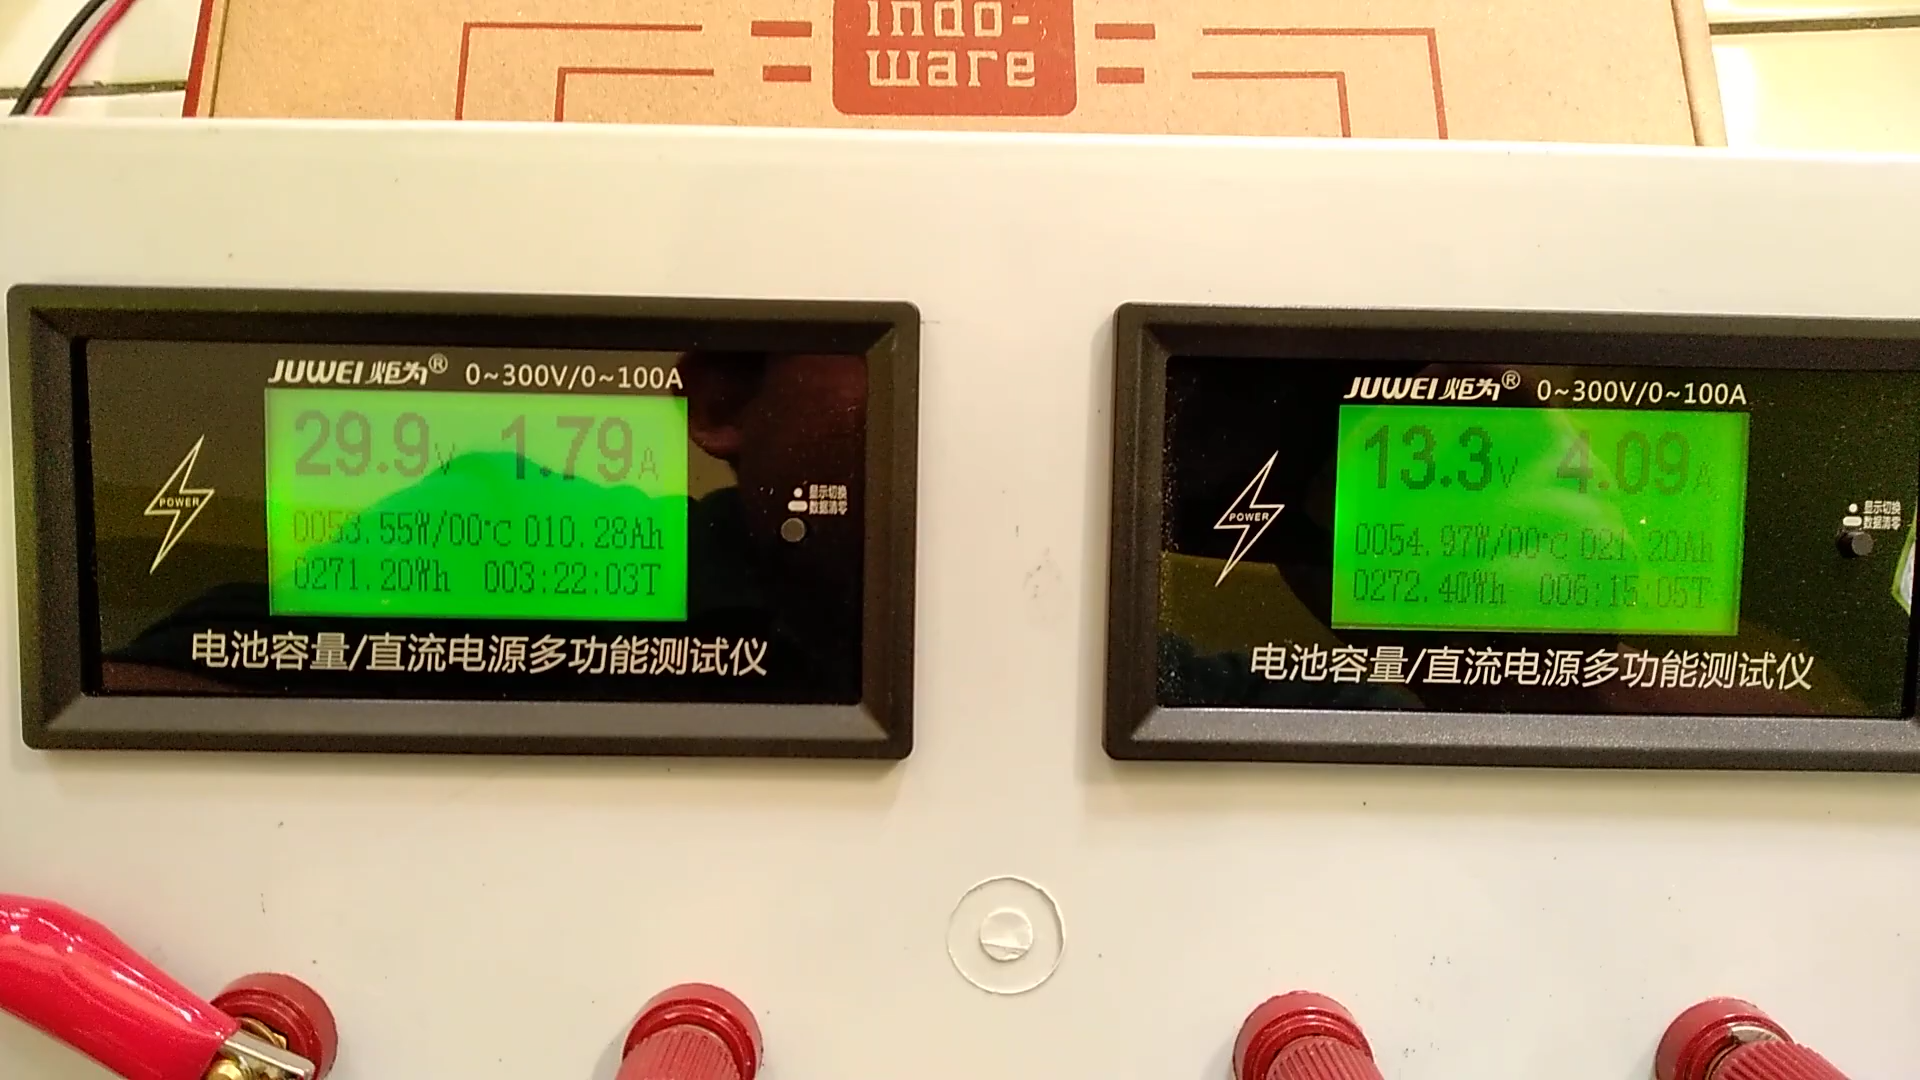 indo-
ware
JUWEI 炬为® 0~300V/0~100A
29.9V 1.79A
0053.55W/00℃ 010.28Ah
0271.20Wh 003:22:03T
POWER
显示切换
数据清零
电池容量/直流电源多功能测试仪
JUWEI 炬为® 0~300V/0~100A
13.3V 4.09A
0054.97W/00℃ 021.20Ah
0272.40Wh 006:15:05T
POWER
显示切换
数据清零
电池容量/直流电源多功能测试仪